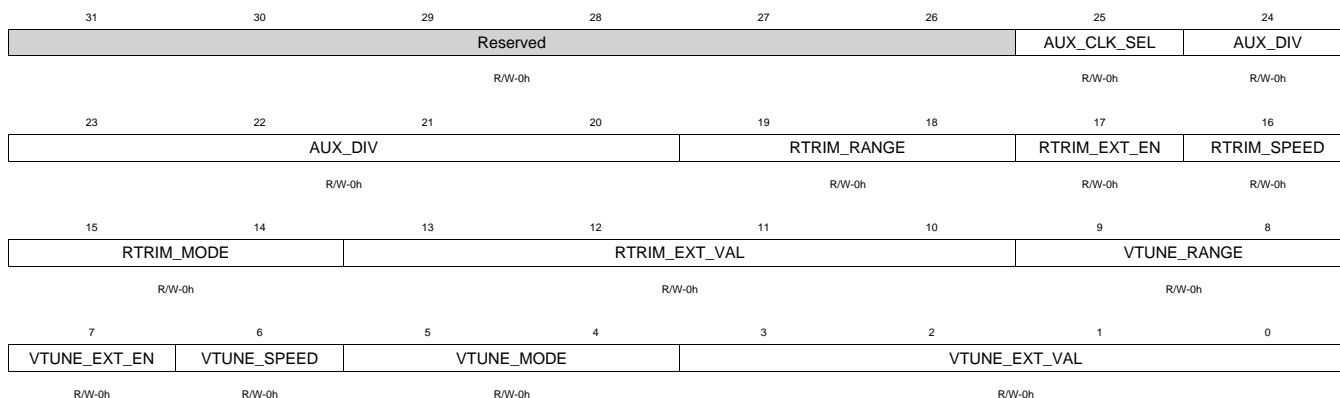 31 30 29 28 27 26 25 24
Reserved AUX_CLK_SEL AUX_DIV
R/W-0h R/W-0h R/W-0h
23 22 21 20 19 18 17 16
AUX_DIV RTRIM_RANGE RTRIM_EXT_EN RTRIM_SPEED
R/W-0h R/W-0h R/W-0h R/W-0h
15 14 13 12 11 10 9 8
RTRIM_MODE RTRIM_EXT_VAL VTUNE_RANGE
R/W-0h R/W-0h R/W-0h
7 6 5 4 3 2 1 0
VTUNE_EXT_EN VTUNE_SPEED VTUNE_MODE VTUNE_EXT_VAL
R/W-0h R/W-0h R/W-0h R/W-0h